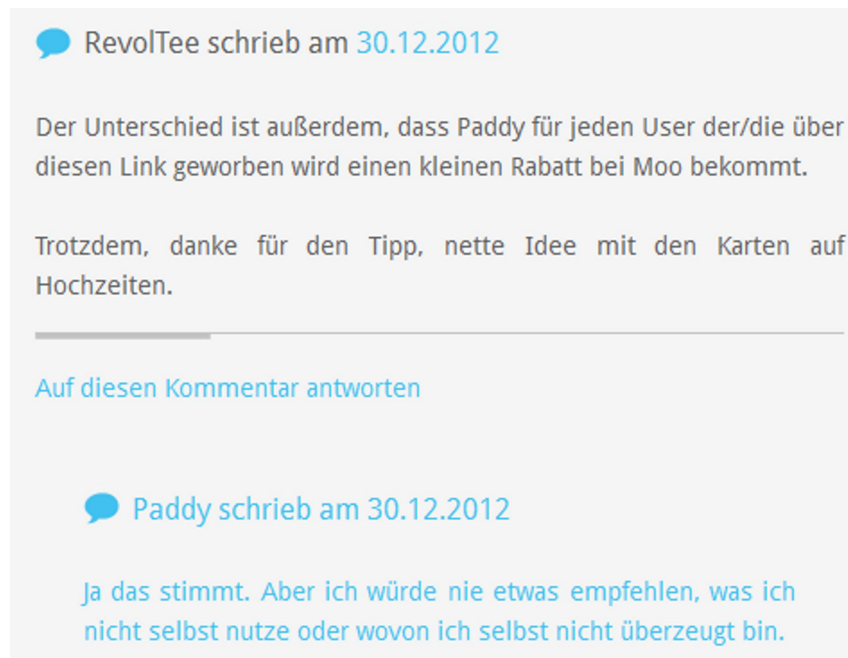 RevolTee schrieb am 30.12.2012
Der Unterschied ist außerdem, dass Paddy für jeden User der/die über
diesen Link geworben wird einen kleinen Rabatt bei Moo bekommt.
Trotzdem, danke für den Tipp, nette Idee mit den Karten auf
Hochzeiten.
Auf diesen Kommentar antworten
Paddy schrieb am 30.12.2012
Ja das stimmt. Aber ich würde nie etwas empfehlen, was ich
nicht selbst nutze oder wovon ich selbst nicht überzeugt bin.